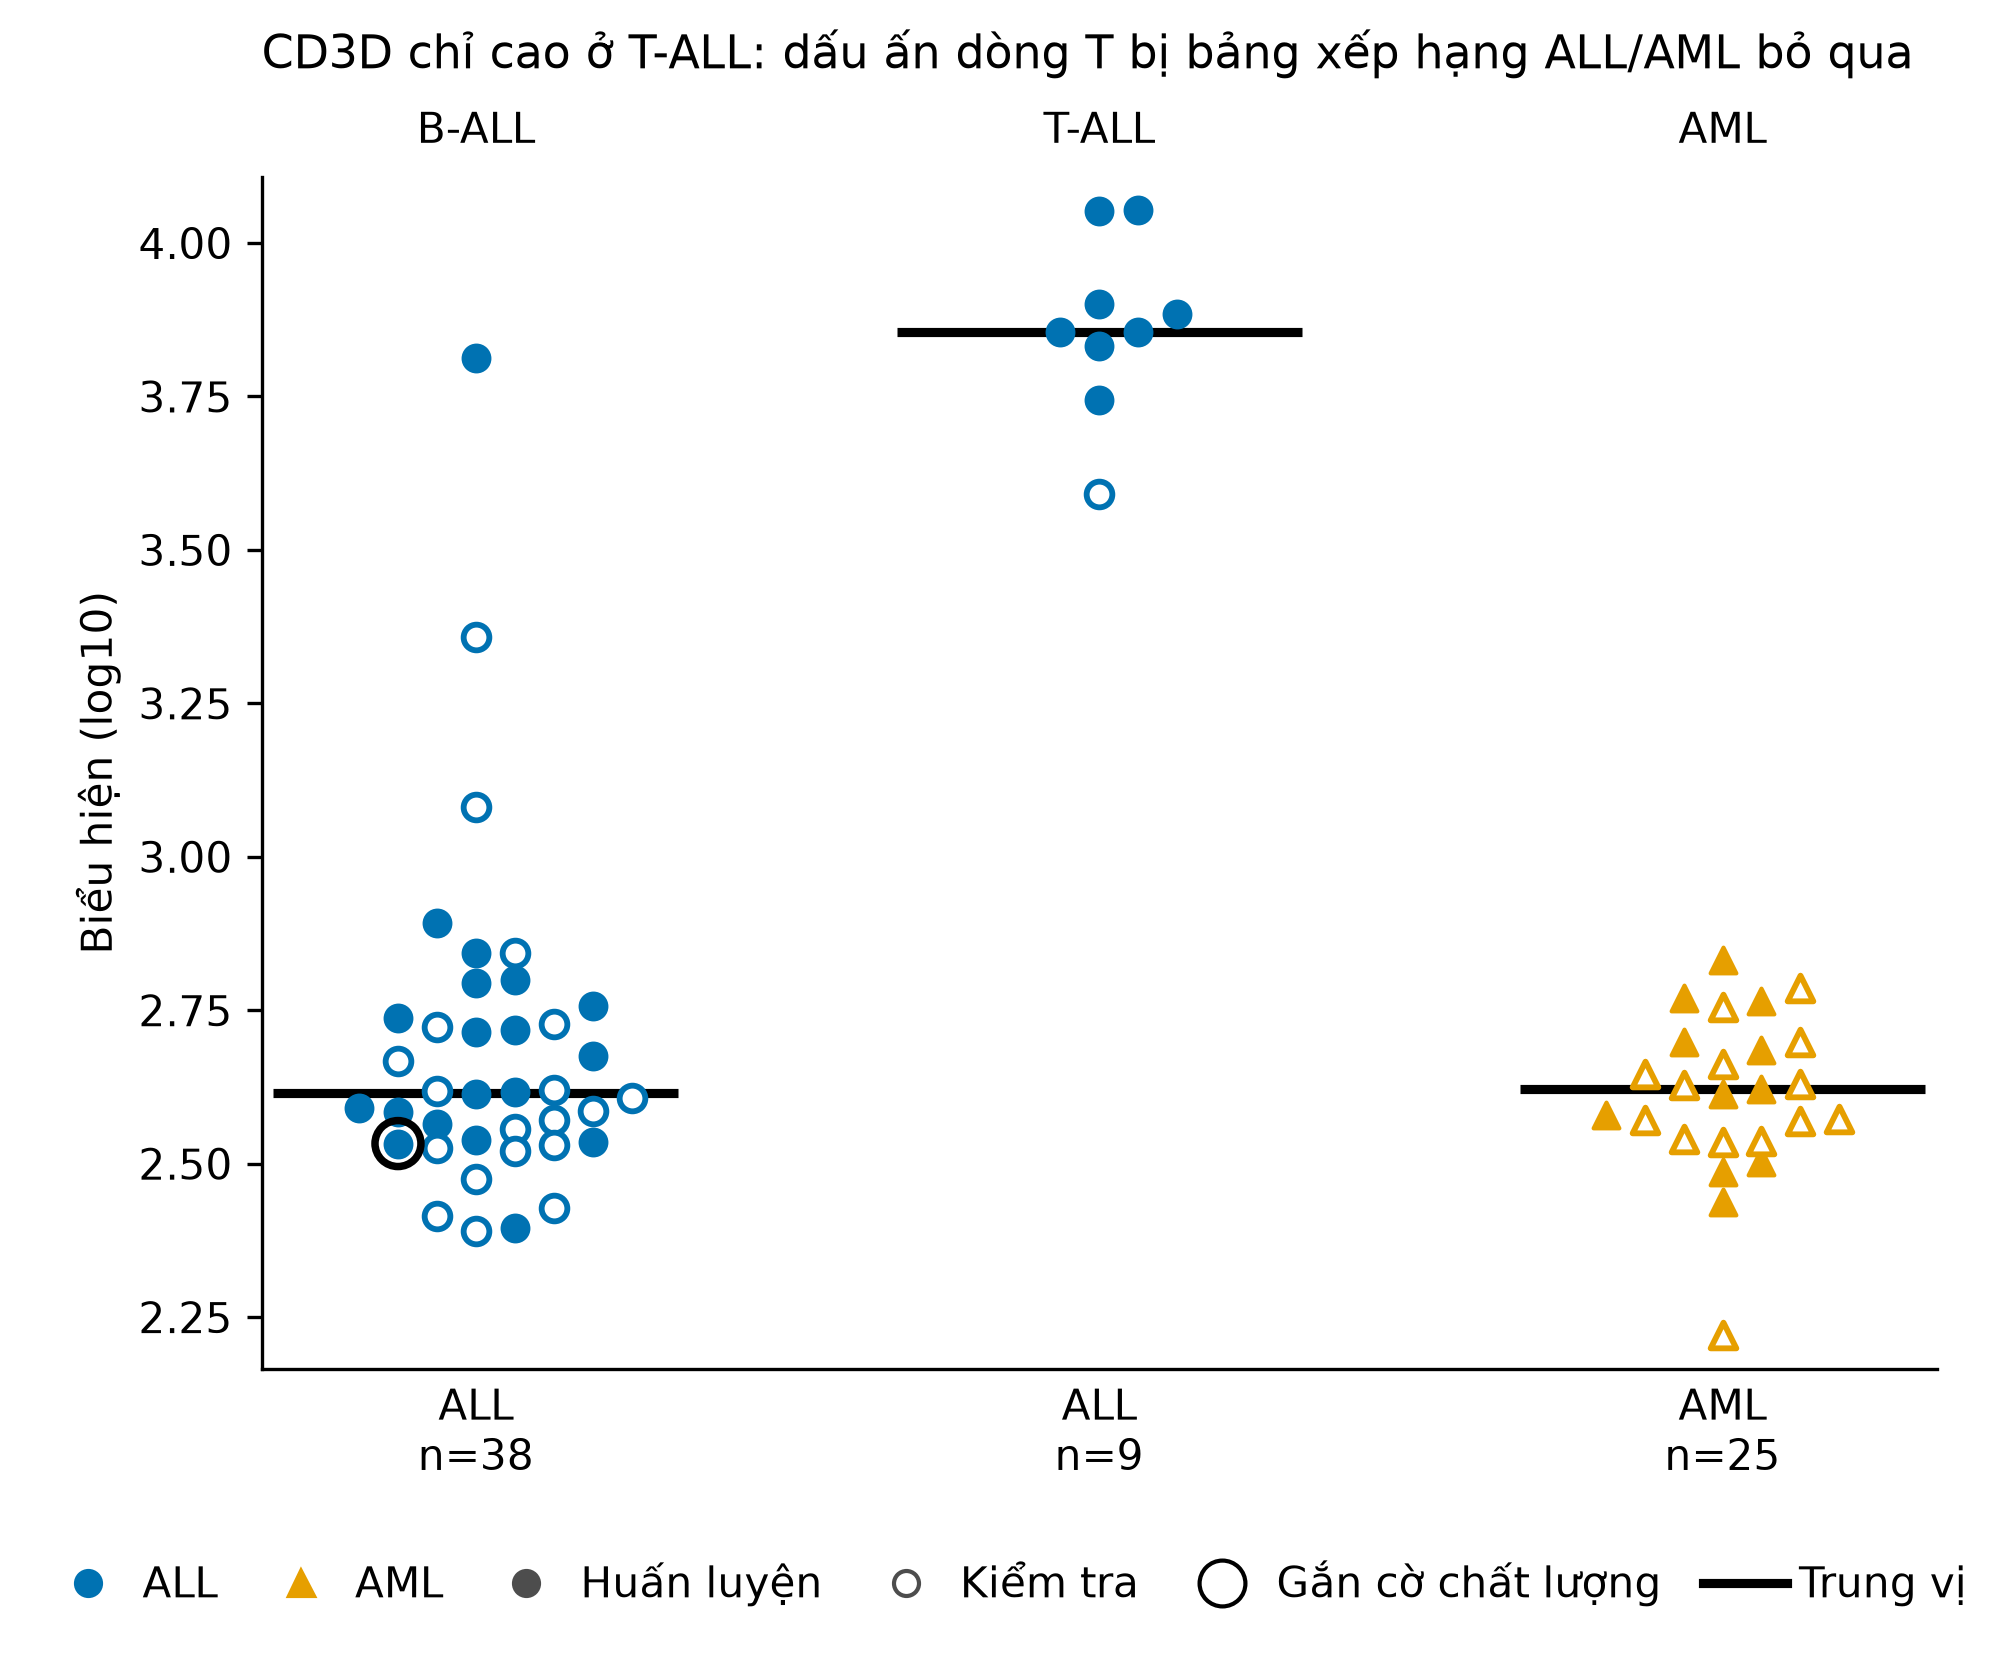 CD3D chỉ cao ở T-ALL: dấu ấn dòng T bị bảng xếp hạng ALL/AML bỏ qua
B-ALL
T-ALL
AML
Biểu hiện (log10)
4.00
3.75
3.50
3.25
3.00
2.75
2.50
2.25
ALL
n=38
ALL
n=9
AML
n=25
ALL
AML
Huấn luyện
Kiểm tra
Gắn cờ chất lượng
Trung vị